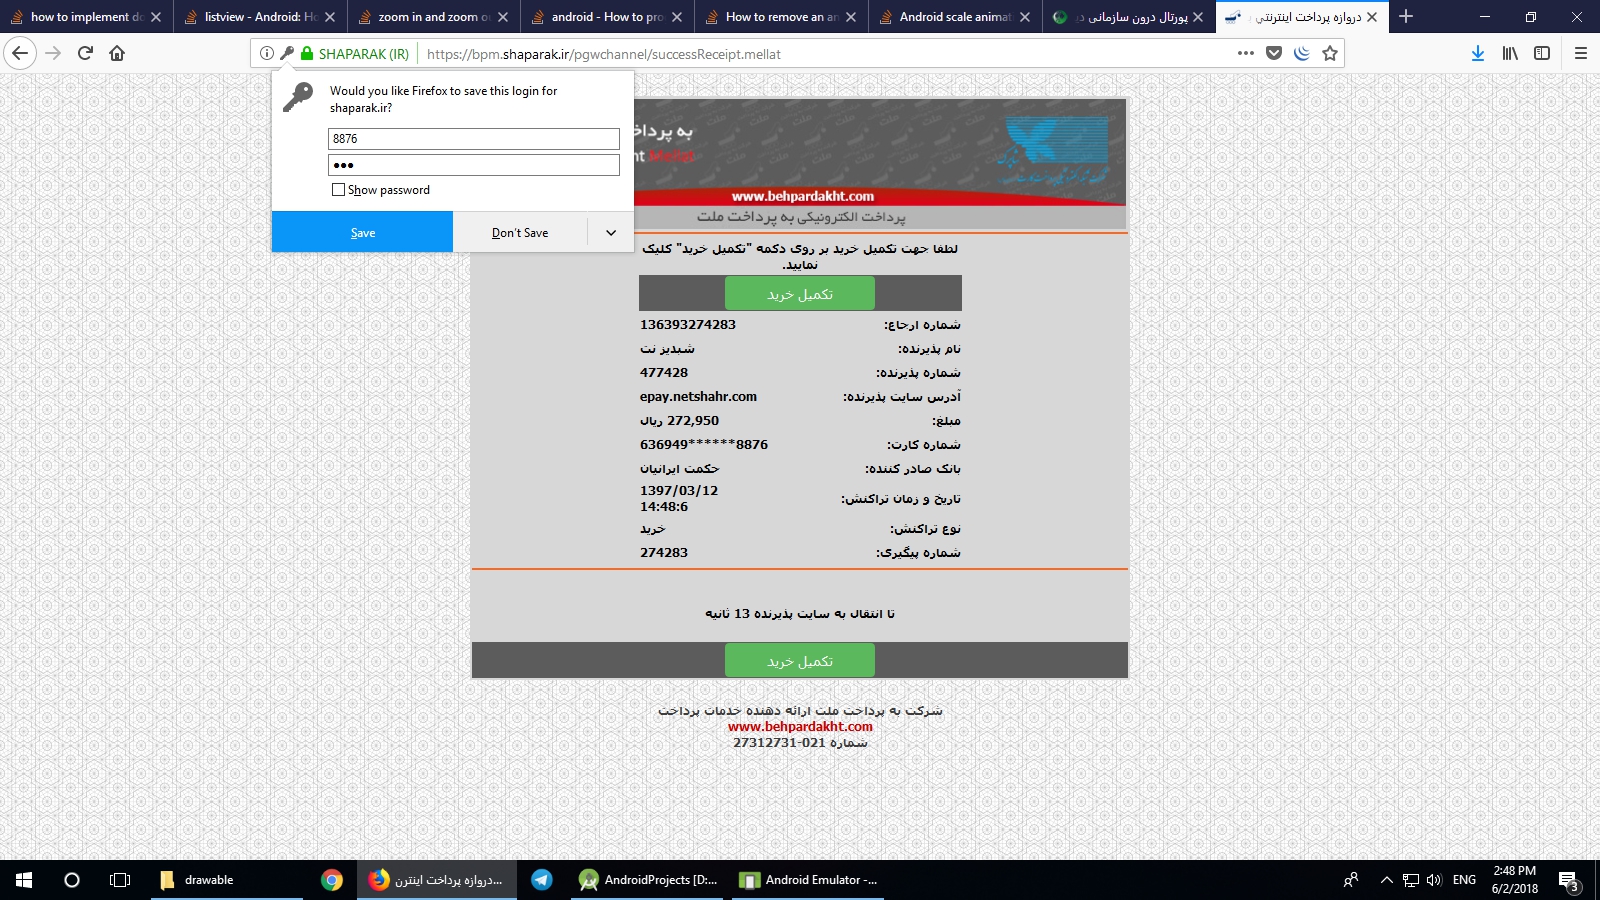 how to implement do
listview - Android: Ho
zoom in and zoom o
android - How to pro
How to remove an an
Android scale animat
پورتال درون سازمانی د
دروازه پرداخت اینترنتی
SHAPARAK (IR)
https://bpm.shaparak.ir/pgwchannel/successReceipt.mellat
Would you like Firefox to save this login for
shaparak.ir?
8876
●●●
Show password
Save
Don't Save
به پرداخ
ht Mellat
www.behpardakht.com
پرداخت الکترونیکی به پرداخت ملت
لطفا جهت تکمیل خرید بر روی دکمه "تکمیل خرید" کلیک
نمایید.
تکمیل خرید
شماره ارجاع: 136393274283
نام پذیرنده: شبدیز نت
شماره پذیرنده: 477428
آدرس سایت پذیرنده: epay.netshahr.com
مبلغ: 272,950 ریال
شماره کارت: 636949******8876
بانک صادر کننده: حکمت ایرانیان
تاریخ و زمان تراکنش: 1397/03/12
14:48:6
نوع تراکنش: خرید
شماره پیگیری: 274283
تا انتقال به سایت پذیرنده 13 ثانیه
تکمیل خرید
شرکت به پرداخت ملت ارائه دهنده خدمات پرداخت
www.behpardakht.com
شماره 021-27312731
drawable
دروازه پرداخت اینترن...
AndroidProjects [D:...
Android Emulator -...
ENG
2:48 PM
6/2/2018
3